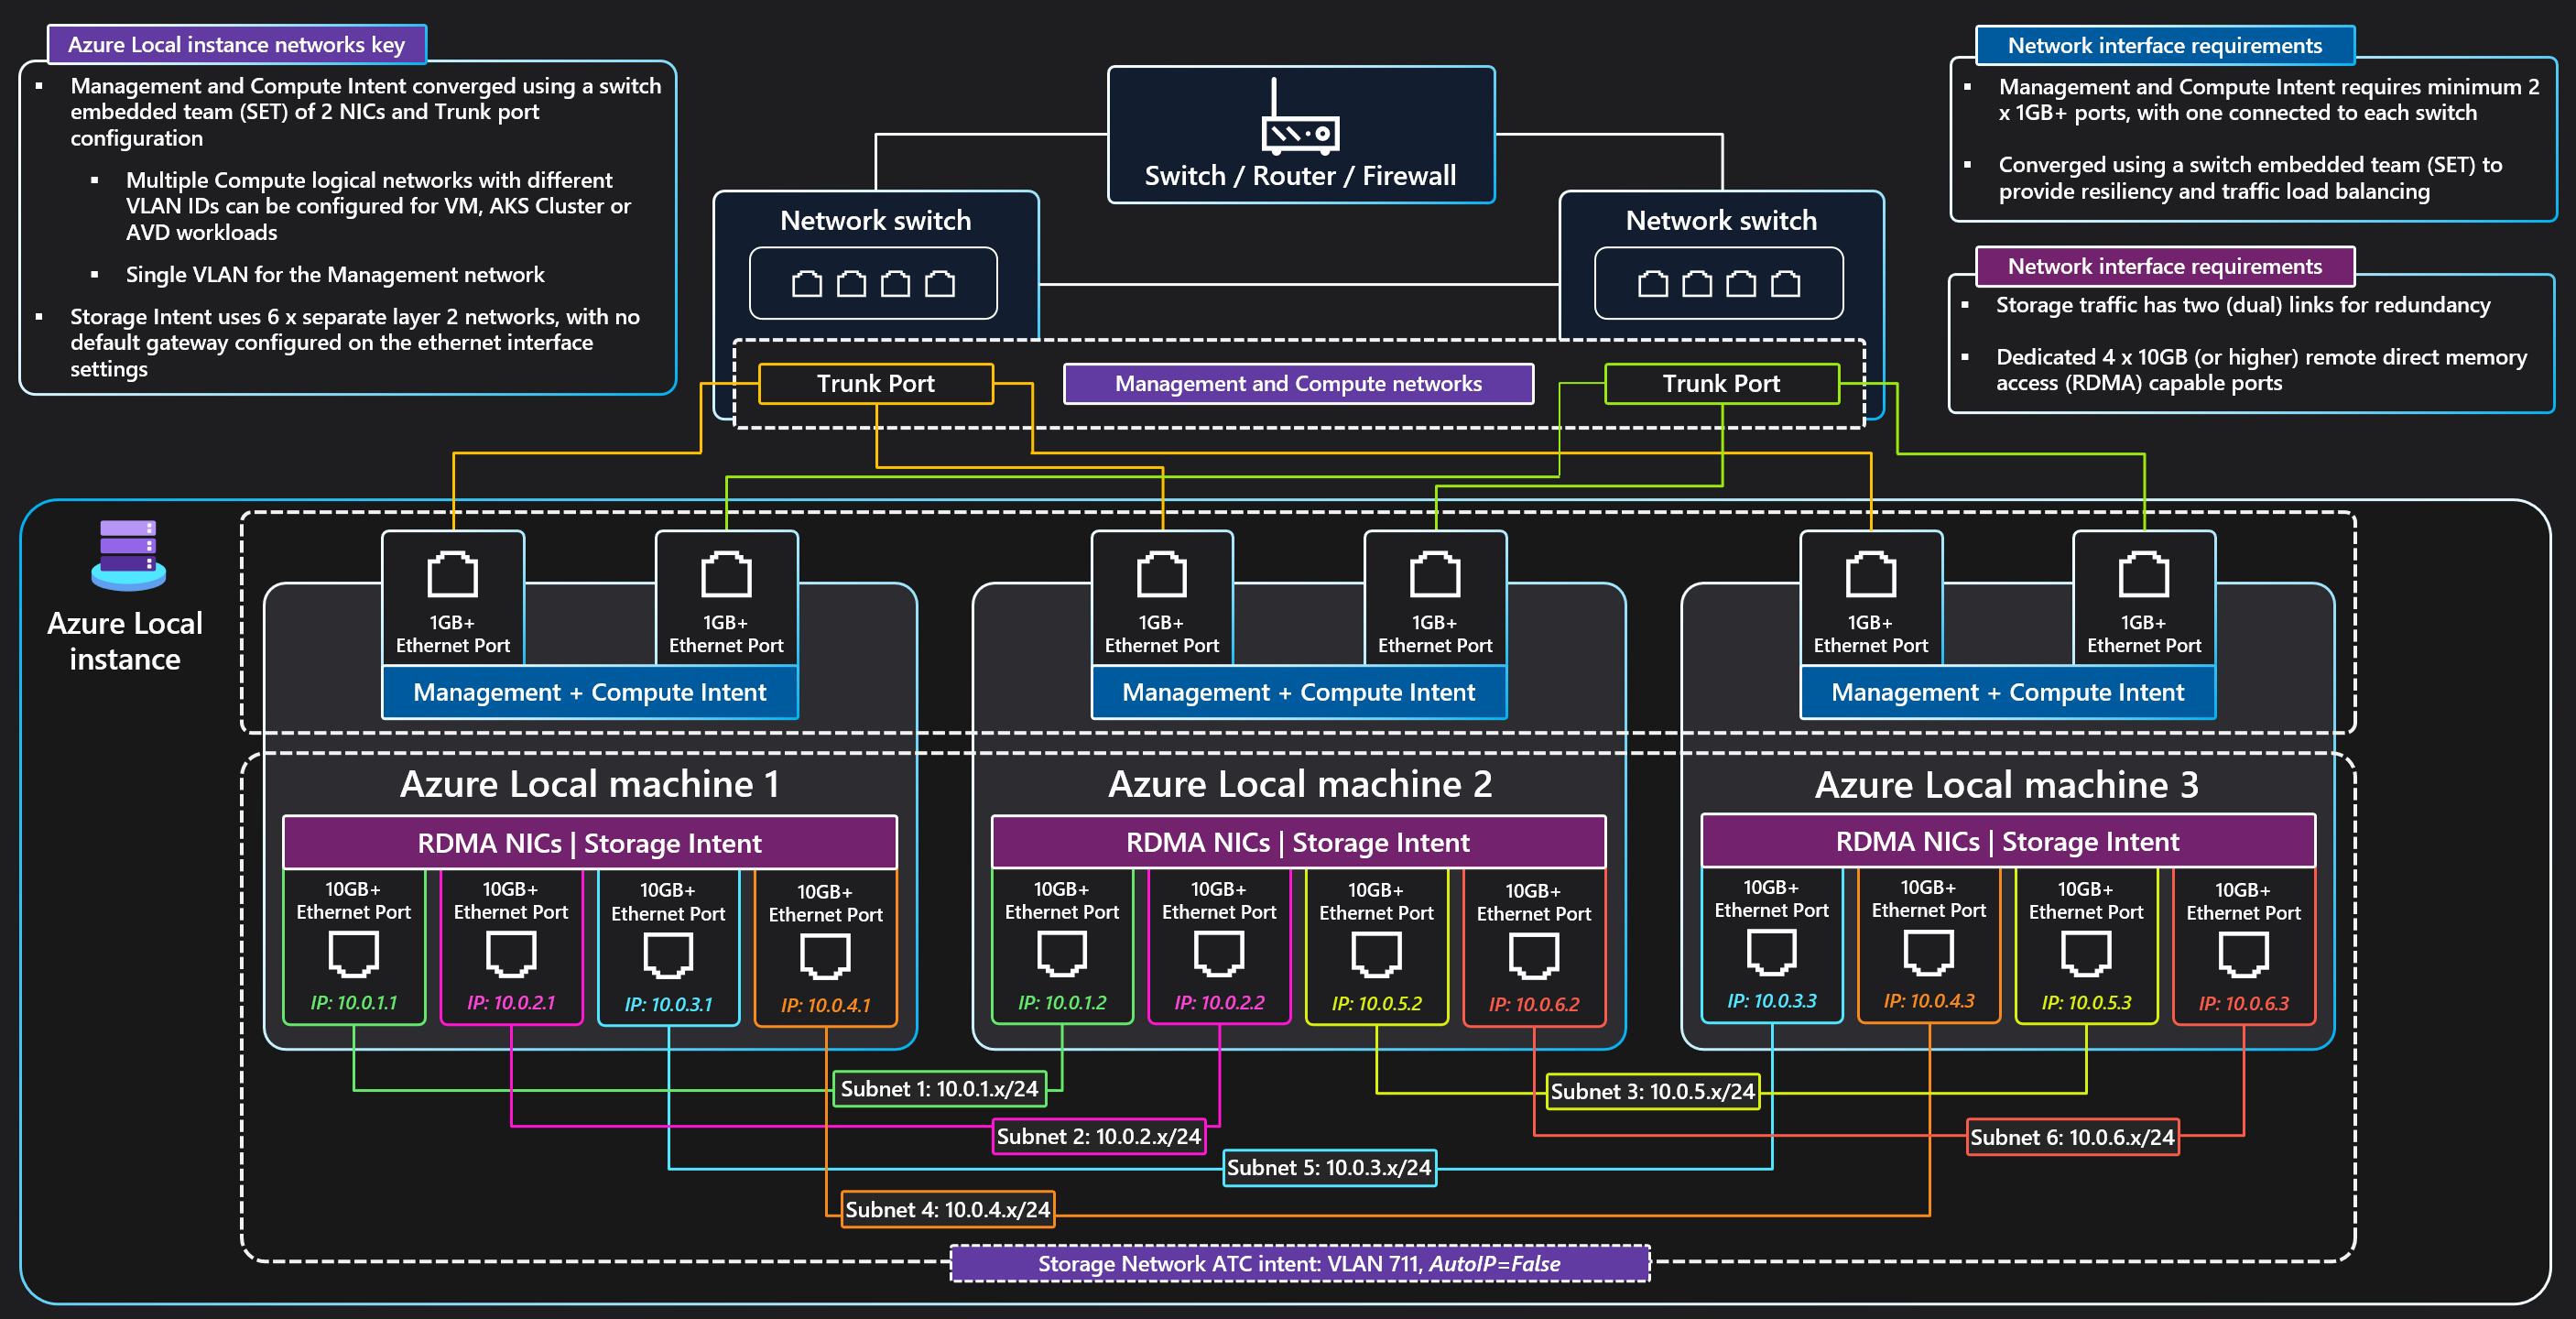 Azure Local instance networks key
Management and Compute Intent converged using a switch
embedded team (SET) of 2 NICs and Trunk port
configuration
Multiple Compute logical networks with different
VLAN IDs can be configured for VM, AKS Cluster or
AVD workloads
Single VLAN for the Management network
Storage Intent uses 6 x separate layer 2 networks, with no
default gateway configured on the ethernet interface
settings
Switch / Router / Firewall
Network switch
Network switch
Network interface requirements
Management and Compute Intent requires minimum 2
x 1GB+ ports, with one connected to each switch
Converged using a switch embedded team (SET) to
provide resiliency and traffic load balancing
Network interface requirements
Storage traffic has two (dual) links for redundancy
Dedicated 4 x 10GB (or higher) remote direct memory
access (RDMA) capable ports
Trunk Port
Management and Compute networks
Trunk Port
Azure Local
instance
1GB+
Ethernet Port
1GB+
Ethernet Port
Management + Compute Intent
1GB+
Ethernet Port
1GB+
Ethernet Port
Management + Compute Intent
1GB+
Ethernet Port
1GB+
Ethernet Port
Management + Compute Intent
Azure Local machine 1
RDMA NICs | Storage Intent
10GB+
Ethernet Port
IP: 10.0.1.1
10GB+
Ethernet Port
IP: 10.0.2.1
10GB+
Ethernet Port
IP: 10.0.3.1
10GB+
Ethernet Port
IP: 10.0.4.1
Azure Local machine 2
RDMA NICs | Storage Intent
10GB+
Ethernet Port
IP: 10.0.1.2
10GB+
Ethernet Port
IP: 10.0.2.2
10GB+
Ethernet Port
IP: 10.0.5.2
10GB+
Ethernet Port
IP: 10.0.6.2
Azure Local machine 3
RDMA NICs | Storage Intent
10GB+
Ethernet Port
IP: 10.0.3.3
10GB+
Ethernet Port
IP: 10.0.4.3
10GB+
Ethernet Port
IP: 10.0.5.3
10GB+
Ethernet Port
IP: 10.0.6.3
Subnet 1: 10.0.1.x/24
Subnet 3: 10.0.5.x/24
Subnet 2: 10.0.2.x/24
Subnet 6: 10.0.6.x/24
Subnet 5: 10.0.3.x/24
Subnet 4: 10.0.4.x/24
Storage Network ATC intent: VLAN 711, AutoIP=False